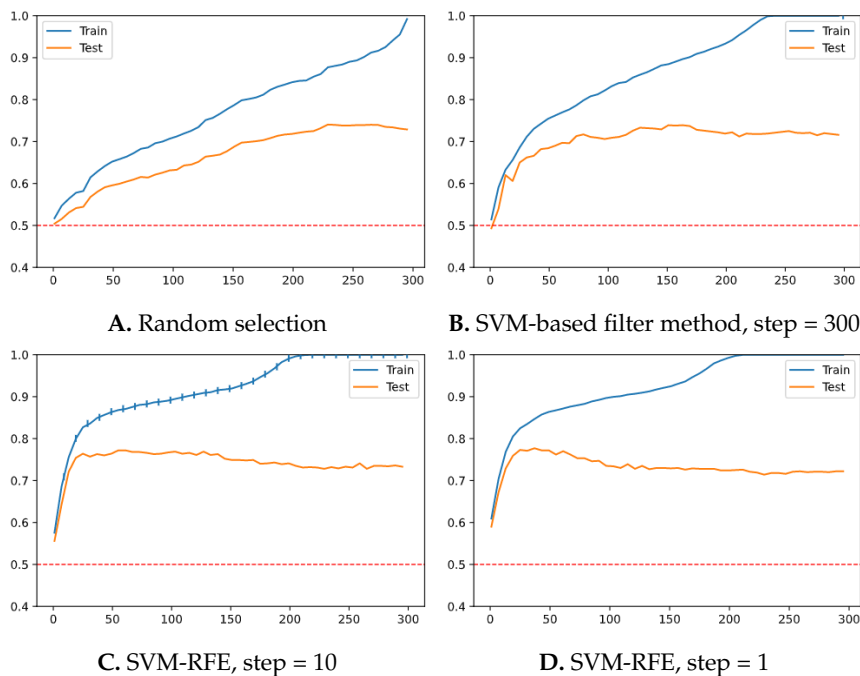 1.0
0.9
0.8
0.7
0.6
0.5
0.4
Train
Test
0 50 100 150 200 250 300
A. Random selection
1.0
0.9
0.8
0.7
0.6
0.5
0.4
Train
Test
0 50 100 150 200 250 300
B. SVM-based filter method, step = 300
1.0
0.9
0.8
0.7
0.6
0.5
0.4
Train
Test
0 50 100 150 200 250 300
C. SVM-RFE, step = 10
1.0
0.9
0.8
0.7
0.6
0.5
0.4
Train
Test
0 50 100 150 200 250 300
D. SVM-RFE, step = 1